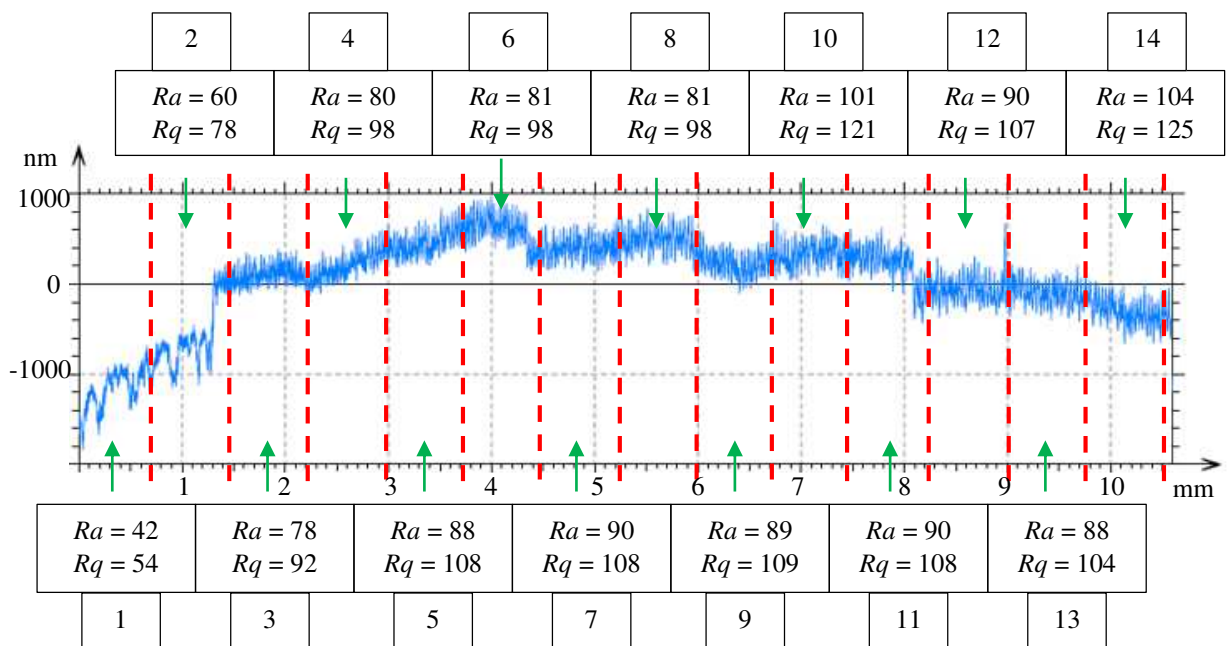 2 4 6 8 10 12 14
Ra = 60 Ra = 80 Ra = 81 Ra = 81 Ra = 101 Ra = 90 Ra = 104
Rq = 78 Rq = 98 Rq = 98 Rq = 98 Rq = 121 Rq = 107 Rq = 125
nm
1000
0
-1000
1 2 3 4 5 6 7 8 9 10 mm
Ra = 42 Ra = 78 Ra = 88 Ra = 90 Ra = 89 Ra = 90 Ra = 88
Rq = 54 Rq = 92 Rq = 108 Rq = 108 Rq = 109 Rq = 108 Rq = 104
1 3 5 7 9 11 13